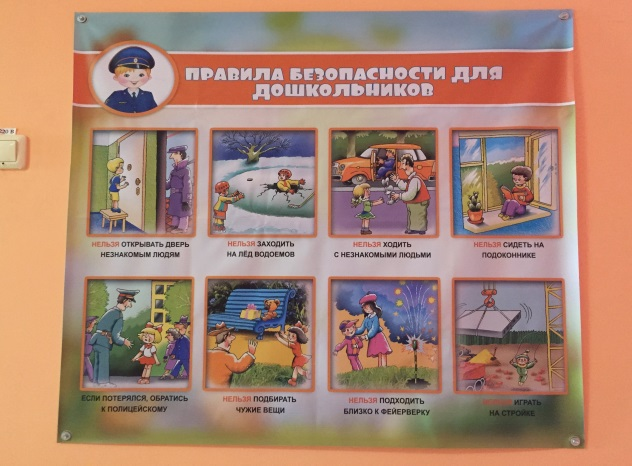 ПРАВИЛА БЕЗОПАСНОСТИ ДЛЯ
ДОШКОЛЬНИКОВ
НЕЛЬЗЯ ОТКРЫВАТЬ ДВЕРЬ
НЕЗНАКОМЫМ ЛЮДЯМ
НЕЛЬЗЯ ЗАХОДИТЬ
НА ЛЁД ВОДОЕМОВ
НЕЛЬЗЯ ХОДИТЬ
С НЕЗНАКОМЫМИ ЛЮДЬМИ
НЕЛЬЗЯ СИДЕТЬ НА
ПОДОКОННИКЕ
ЕСЛИ ПОТЕРЯЛСЯ, ОБРАТИСЬ
К ПОЛИЦЕЙСКОМУ
НЕЛЬЗЯ ПОДБИРАТЬ
ЧУЖИЕ ВЕЩИ
НЕЛЬЗЯ ПОДХОДИТЬ
БЛИЗКО К ФЕЙЕРВЕРКУ
НЕЛЬЗЯ ИГРАТЬ
НА СТРОЙКЕ